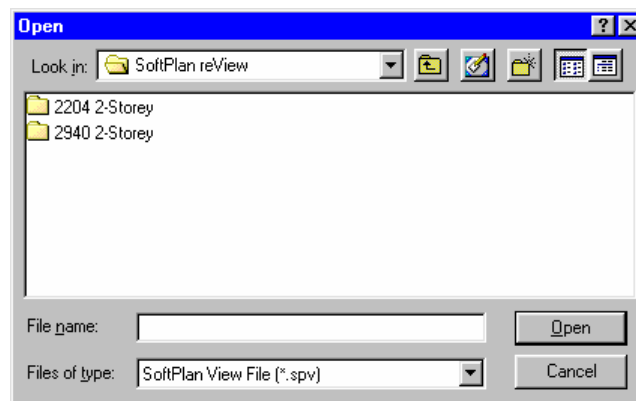 Open
Look in: SoftPlan reView
2204 2-Storey
2940 2-Storey
File name:
Open
Files of type: SoftPlan View File (*.spv)
Cancel